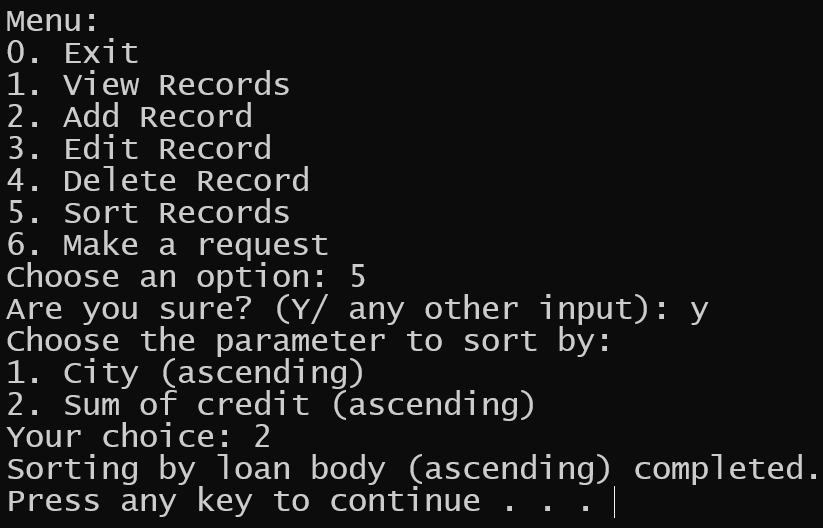 Menu:
0. Exit
1. View Records
2. Add Record
3. Edit Record
4. Delete Record
5. Sort Records
6. Make a request
Choose an option: 5
Are you sure? (Y/ any other input): y
Choose the parameter to sort by:
1. City (ascending)
2. Sum of credit (ascending)
Your choice: 2
Sorting by loan body (ascending) completed.
Press any key to continue . . .